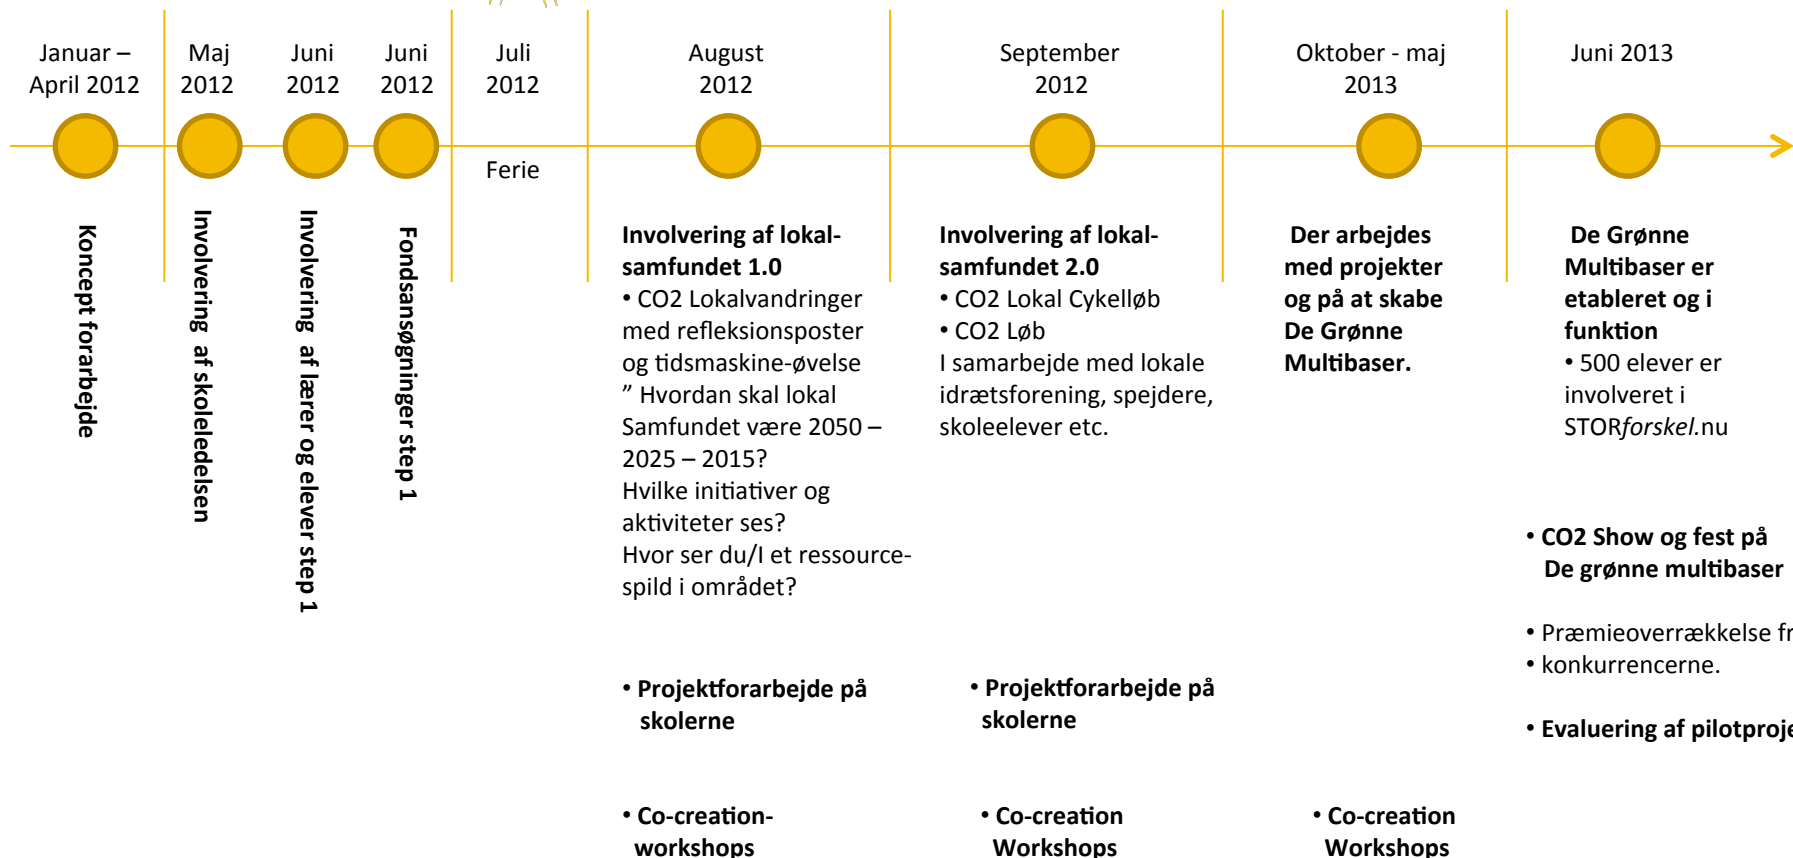 Januar –
April 2012
Maj
2012
Juni
2012
Juni
2012
Juli
2012
August
2012
September
2012
Oktober - maj
2013
Juni 2013
Ferie
Koncept forarbejde
Involvering af skoleledelsen
Involvering af lærer og elever step 1
Fondsansøgninger step 1
Involvering af lokal-
samfundet 1.0
• CO2 Lokalvandringer
med refleksionsposter
og tidsmaskine-øvelse
” Hvordan skal lokal
Samfundet være 2050 –
2025 – 2015?
Hvilke initiativer og
aktiviteter ses?
Hvor ser du/I et ressource-
spild i området?
• Projektforarbejde på
skolerne
• Co-creation-
workshops
Involvering af lokal-
samfundet 2.0
• CO2 Lokal Cykelløb
• CO2 Løb
I samarbejde med lokale
idrætsforening, spejdere,
skoleelever etc.
• Projektforarbejde på
skolerne
• Co-creation
Workshops
Der arbejdes
med projekter
og på at skabe
De Grønne
Multibaser.
• Co-creation
Workshops
De Grønne
Multibaser er
etableret og i
funktion
• 500 elever er
involveret i
STORforskel.nu
• CO2 Show og fest på
De grønne multibaser
• Præmieoverrækkelse fr
• konkurrencerne.
• Evaluering af pilotproje